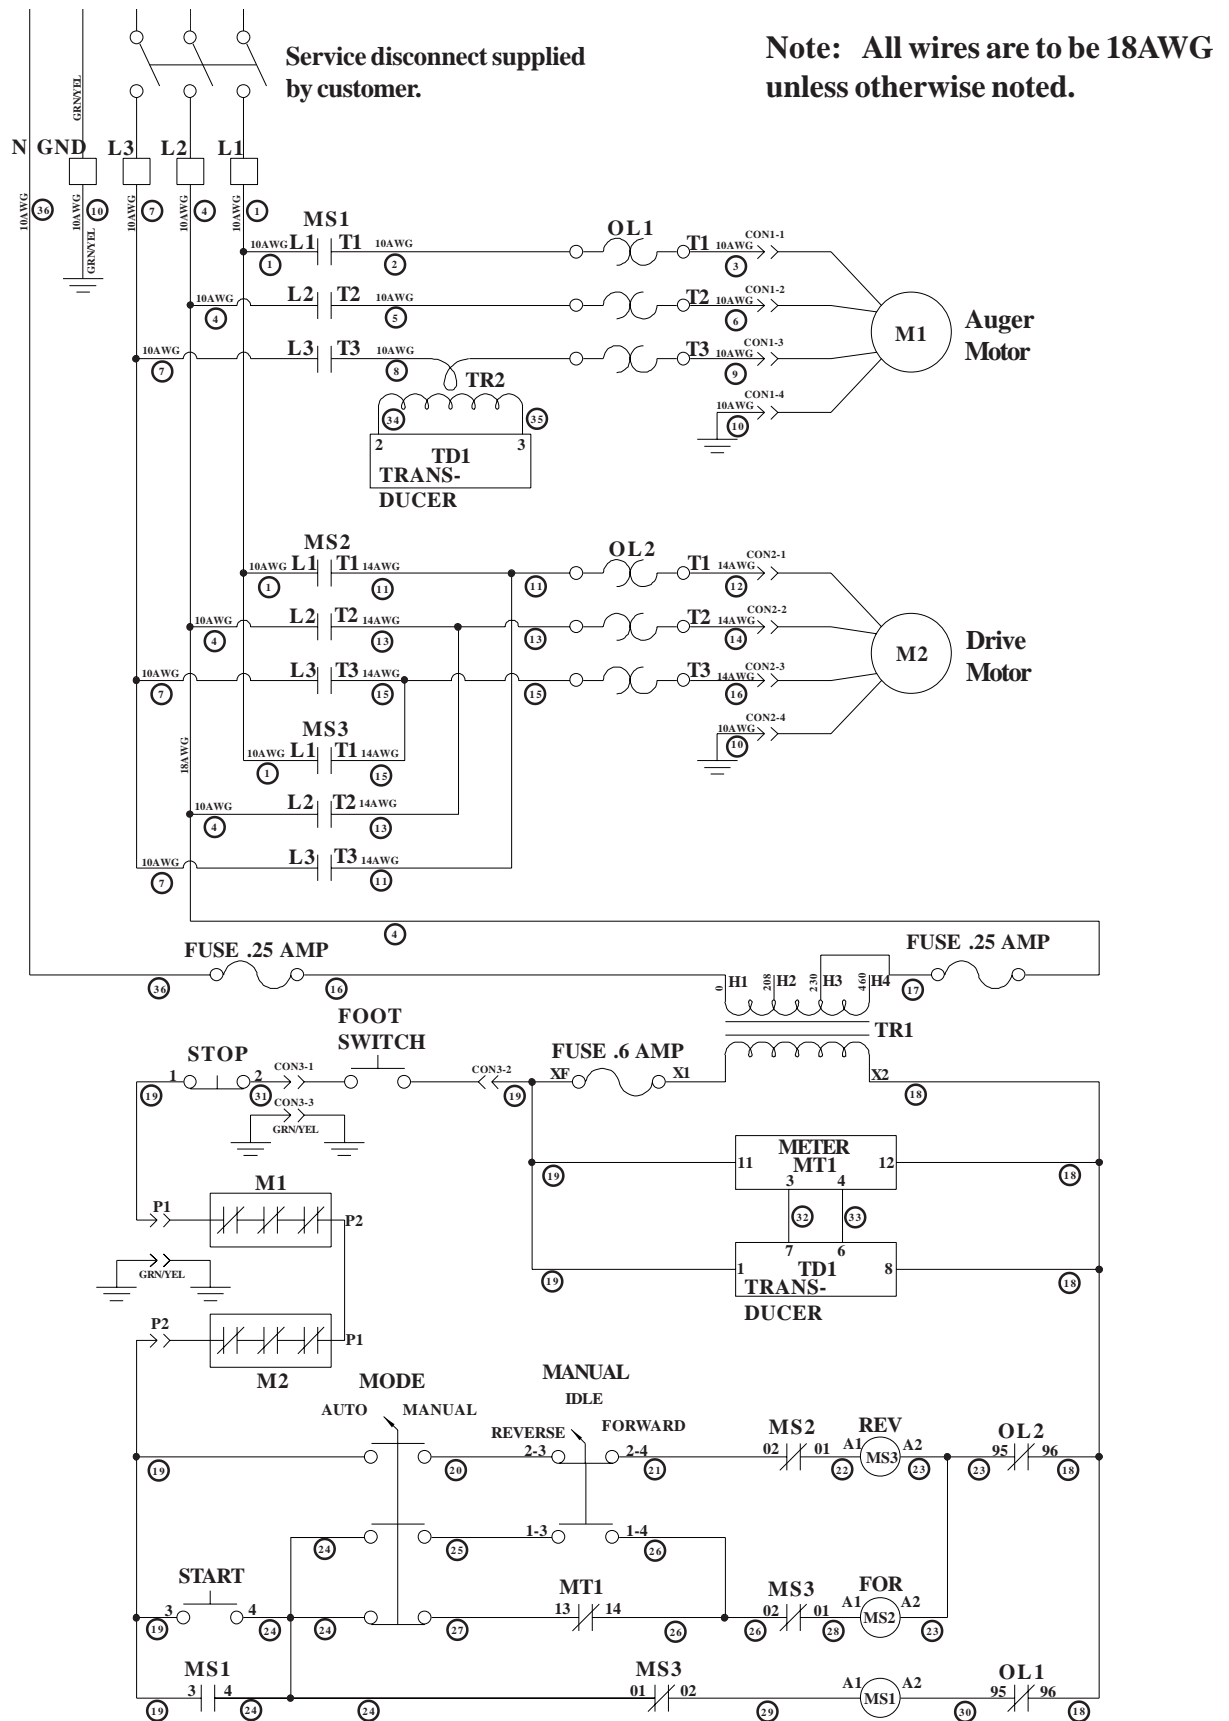 Service disconnect supplied
by customer.
Note: All wires are to be 18AWG
unless otherwise noted.
GRN/YEL
N GND L3 L2 L1
10AWG 36 10AWG 10 10AWG 7 10AWG 4 10AWG 1
GRN/YEL
MS1 OL1
10AWG L1 T1 10AWG T1 10AWG CON1-1
1 2 3
10AWG L2 T2 10AWG T2 10AWG CON1-2
4 5 6
10AWG L3 T3 10AWG T3 10AWG CON1-3
7 8 9
M1 Auger
Motor
TR2
34 35
10AWG CON1-4
10
2 3
TD1
TRANS-
DUCER
MS2 OL2
10AWG L1 T1 14AWG T1 14AWG CON2-1
1 11 11 12
10AWG L2 T2 14AWG T2 14AWG CON2-2
4 13 13 14
10AWG L3 T3 14AWG T3 14AWG CON2-3
7 15 15 16
M2 Drive
Motor
10AWG CON2-4
10
MS3
18AWG
10AWG L1 T1 14AWG
1 15
10AWG L2 T2 14AWG
4 13
10AWG L3 T3 14AWG
7 11
4
FUSE .25 AMP FUSE .25 AMP
36 16 17
0 H1 208 H2 230 H3 460 H4
TR1
FOOT
SWITCH
STOP
FUSE .6 AMP
1 2 CON3-1 CON3-2 XF X1 X2
19 31 19 18
CON3-3
GRN/YEL
METER
11 MT1 12
19 18
3 4
32 33
7 6
1 TD1 8
19 18
TRANS-
DUCER
M1
P1 P2
GRN/YEL
P2 P1
M2
MODE MANUAL
AUTO MANUAL IDLE
REVERSE FORWARD
MS2 REV OL2
2-3 2-4 02 01 A1 MS3 A2 95 96
19 20 21 22 23 23 18
1-3 1-4
24 25 26
START MT1 MS3 FOR
3 4 13 14 02 01 A1 MS2 A2
19 24 24 27 26 26 28 23
MS1 MS3 OL1
3 4 01 02 A1 MS1 A2 95 96
19 24 24 29 30 18